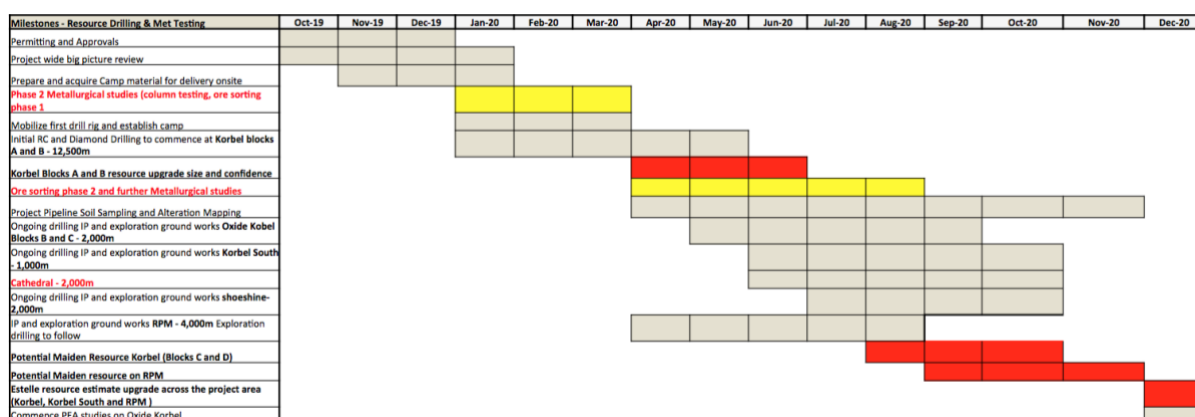 Milestones - Resource Drilling & Met Testing Oct-19 Nov-19 Dec-19 Jan-20 Feb-20 Mar-20 Apr-20 May-20 Jun-20 Jul-20 Aug-20 Sep-20 Oct-20 Nov-20 Dec-20
Permitting and Approvals
Project wide big picture review
Prepare and acquire Camp material for delivery onsite
Phase 2 Metallurgical studies (column testing, ore sorting
phase 1
Mobilize first drill rig and establish camp
Initial RC and Diamond Drilling to commence at Korbel blocks
A and B - 12,500m
Korbel Blocks A and B resource upgrade size and confidence
Ore sorting phase 2 and further Metallurgical studies
Project Pipeline Soil Sampling and Alteration Mapping
Ongoing drilling IP and exploration ground works Oxide Kobel
Blocks B and C - 2,000m
Ongoing drilling IP and exploration ground works Korbel South
- 1,000m
Cathedral - 2,000m
Ongoing drilling IP and exploration ground works shoeshine-
2,000m
IP and exploration ground works RPM - 4,000m Exploration
drilling to follow
Potential Maiden Resource Korbel (Blocks C and D)
Potential Maiden resource on RPM
Estelle resource estimate upgrade across the project area
(Korbel, Korbel South and RPM )
Commence PEA studies on Oxide Korbel